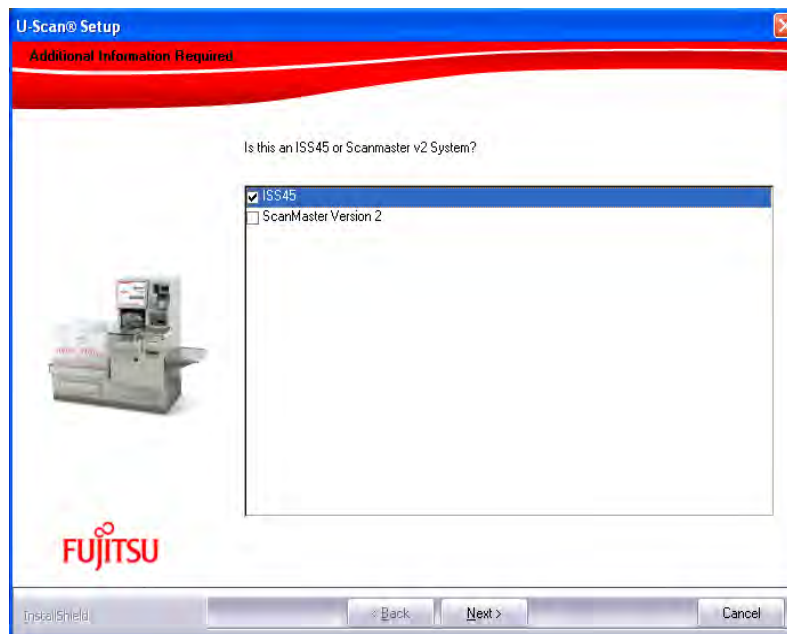 U-Scan® Setup
Additional Information Required
Is this an ISS45 or Scanmaster v2 System?
ISS45
ScanMaster Version 2
FUJITSU
InstallShield
< Back
Next >
Cancel